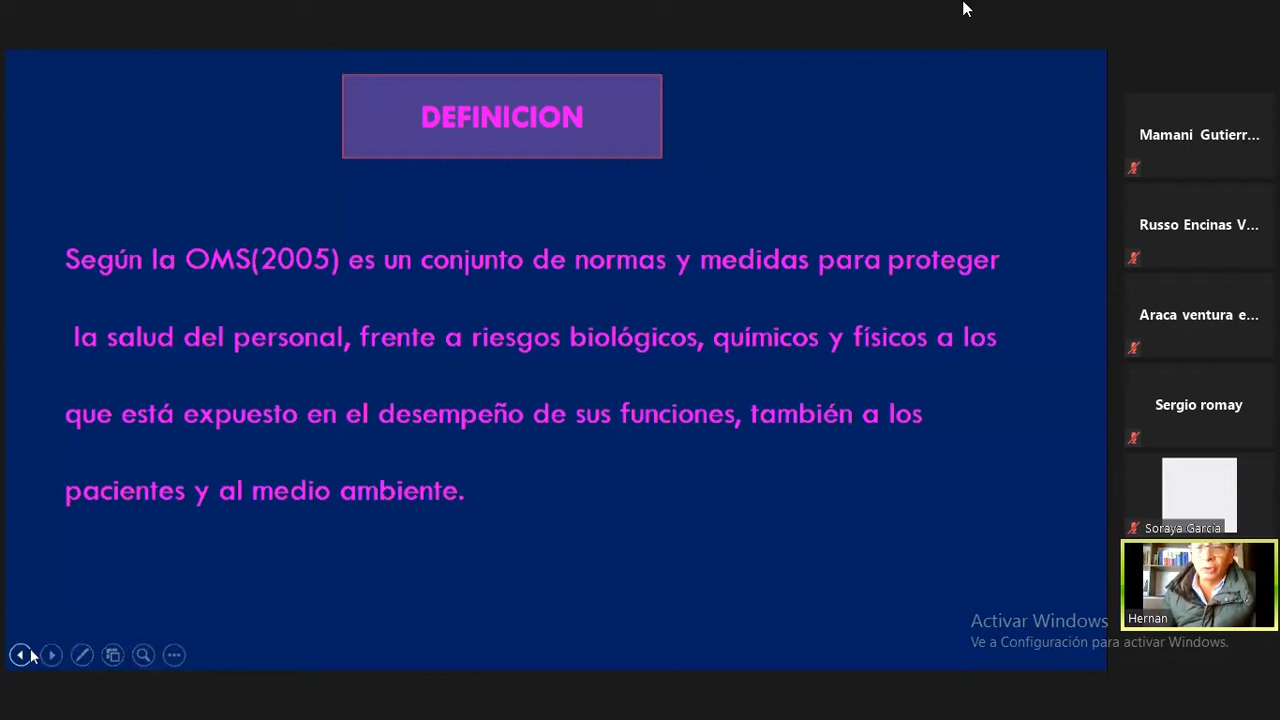 DEFINICION
Según la OMS(2005) es un conjunto de normas y medidas para proteger
la salud del personal, frente a riesgos biológicos, químicos y físicos a los
que está expuesto en el desempeño de sus funciones, también a los
pacientes y al medio ambiente.
Mamani Gutierr...
Russo Encinas V...
Araca ventura e...
Sergio romay
Soraya García
Hernan
Activar Windows
Ve a Configuración para activar Windows.